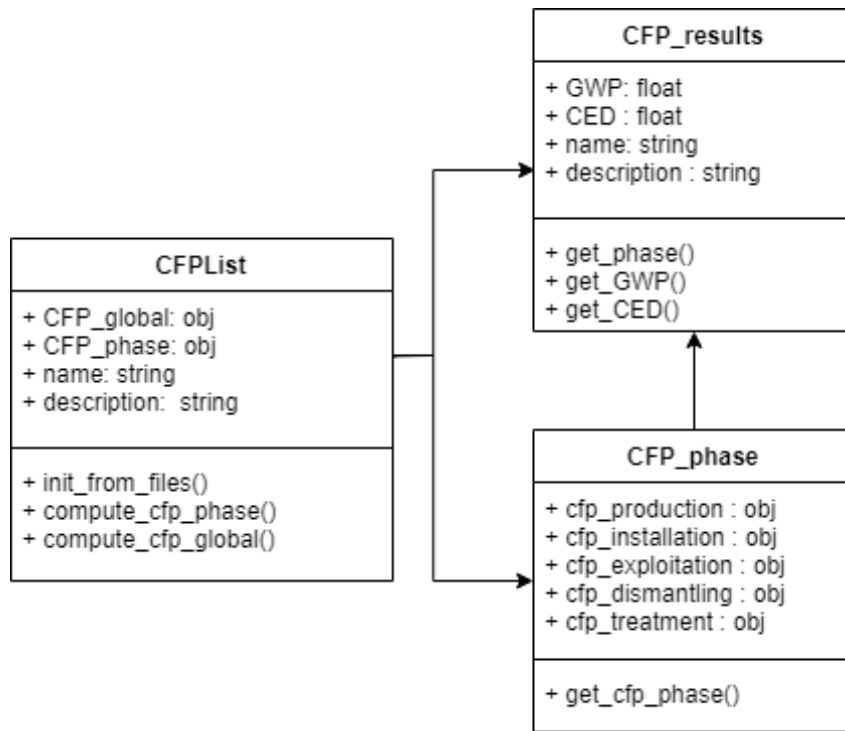 CFP_results
+ GWP: float
+ CED : float
+ name: string
+ description : string
+ get_phase()
+ get_GWP()
+ get_CED()
CFPList
+ CFP_global: obj
+ CFP_phase: obj
+ name: string
+ description:  string
+ init_from_files()
+ compute_cfp_phase()
+ compute_cfp_global()
CFP_phase
+ cfp_production : obj
+ cfp_installation : obj
+ cfp_exploitation : obj
+ cfp_dismantling : obj
+ cfp_treatment : obj
+ get_cfp_phase()